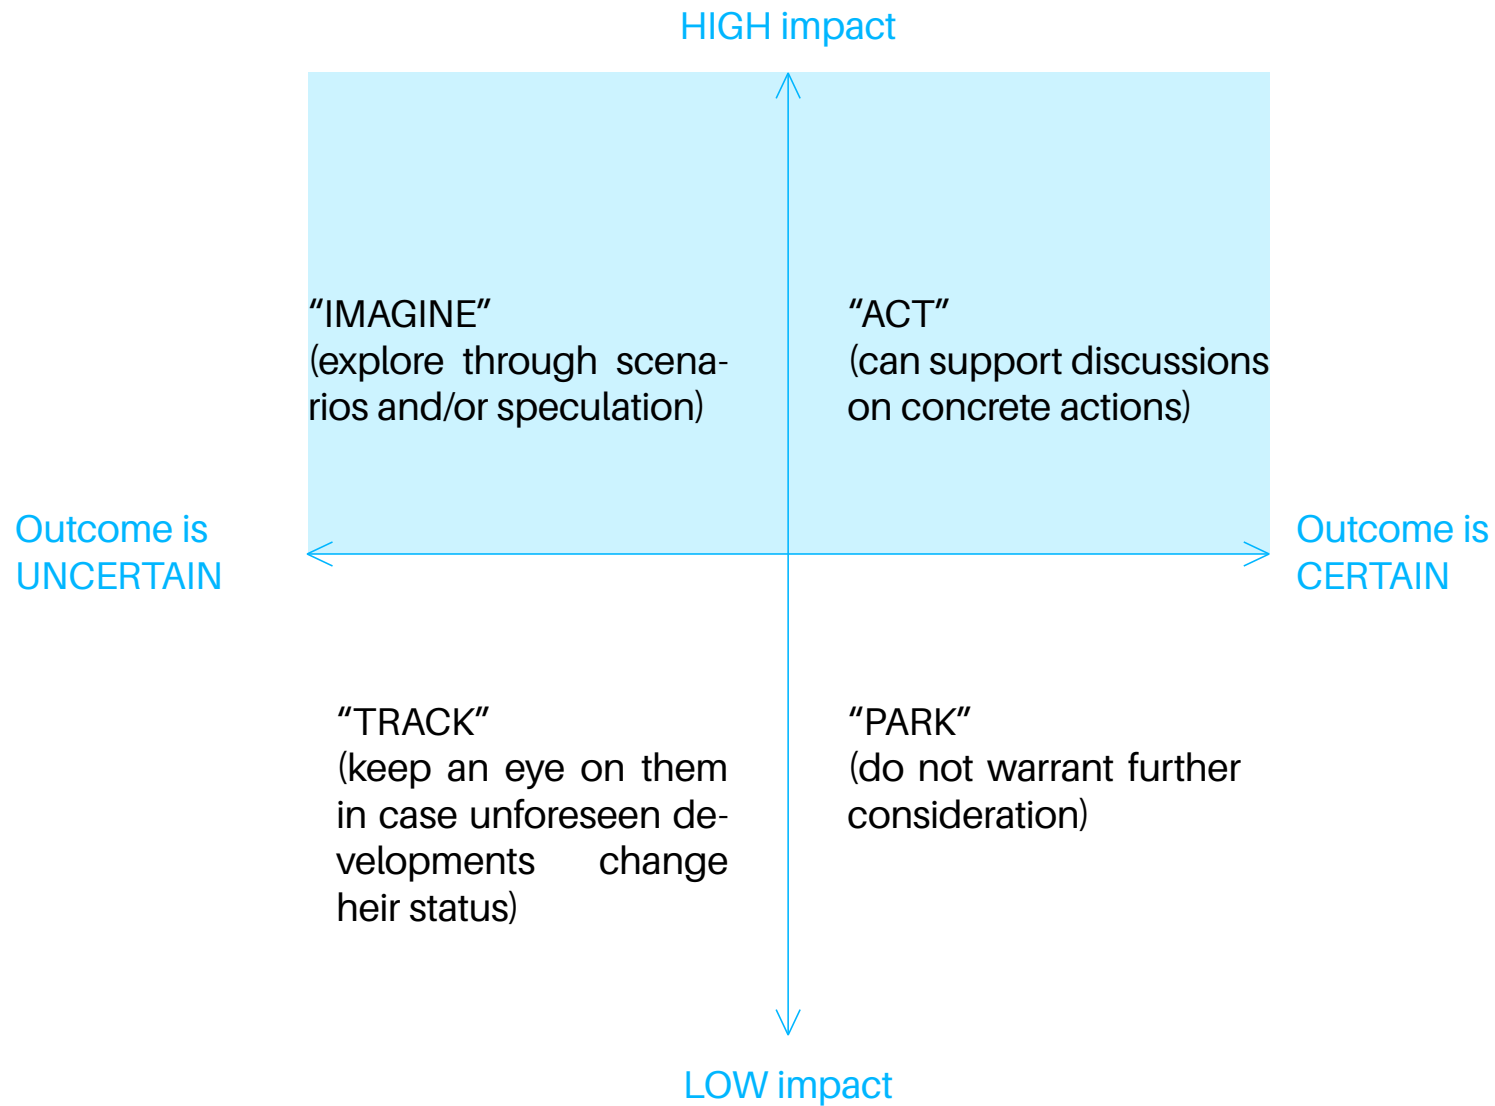 HIGH impact
“IMAGINE”
(explore through scena-
rios and/or speculation)
“ACT”
(can support discussions
on concrete actions)
Outcome is
UNCERTAIN
Outcome is
CERTAIN
“TRACK”
(keep an eye on them
in case unforeseen de-
velopments change
heir status)
“PARK”
(do not warrant further
consideration)
LOW impact